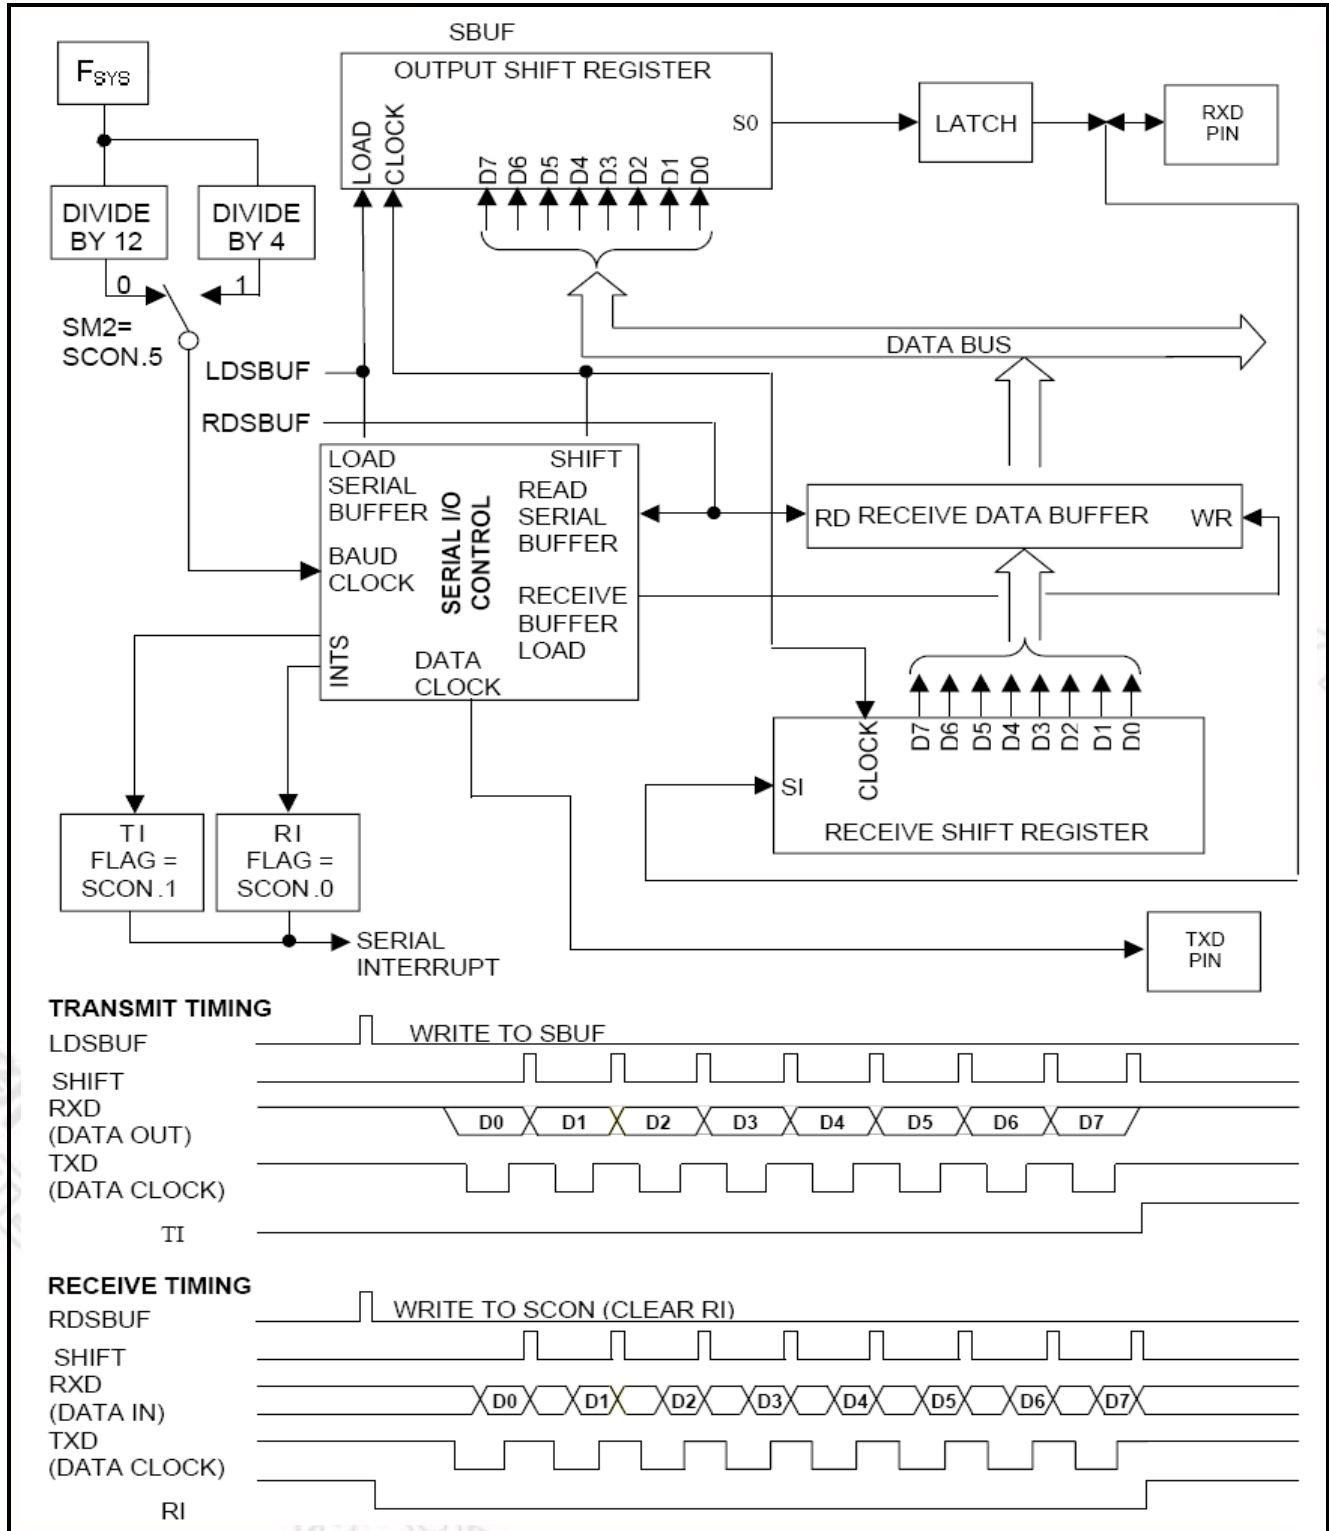 SBUF
FSYS
OUTPUT SHIFT REGISTER
LOAD
CLOCK
S0
D7
D6
D5
D4
D3
D2
D1
D0
LATCH
RXD
PIN
DIVIDE
BY 12
DIVIDE
BY 4
0
1
SM2=
SCON.5
DATA BUS
LDSBUF
RDSBUF
LOAD
SERIAL
BUFFER
BAUD
CLOCK
SERIAL I/O
CONTROL
SHIFT
READ
SERIAL
BUFFER
RECEIVE
BUFFER
LOAD
INTS
DATA
CLOCK
RD RECEIVE DATA BUFFER WR
CLOCK
D7
D6
D5
D4
D3
D2
D1
D0
SI
RECEIVE SHIFT REGISTER
TI
FLAG =
SCON.1
RI
FLAG =
SCON.0
SERIAL
INTERRUPT
TXD
PIN
TRANSMIT TIMING
LDSBUF
WRITE TO SBUF
SHIFT
RXD
(DATA OUT)
D0 D1 D2 D3 D4 D5 D6 D7
TXD
(DATA CLOCK)
TI
RECEIVE TIMING
RDSBUF
WRITE TO SCON (CLEAR RI)
SHIFT
RXD
(DATA IN)
D0 D1 D2 D3 D4 D5 D6 D7
TXD
(DATA CLOCK)
RI